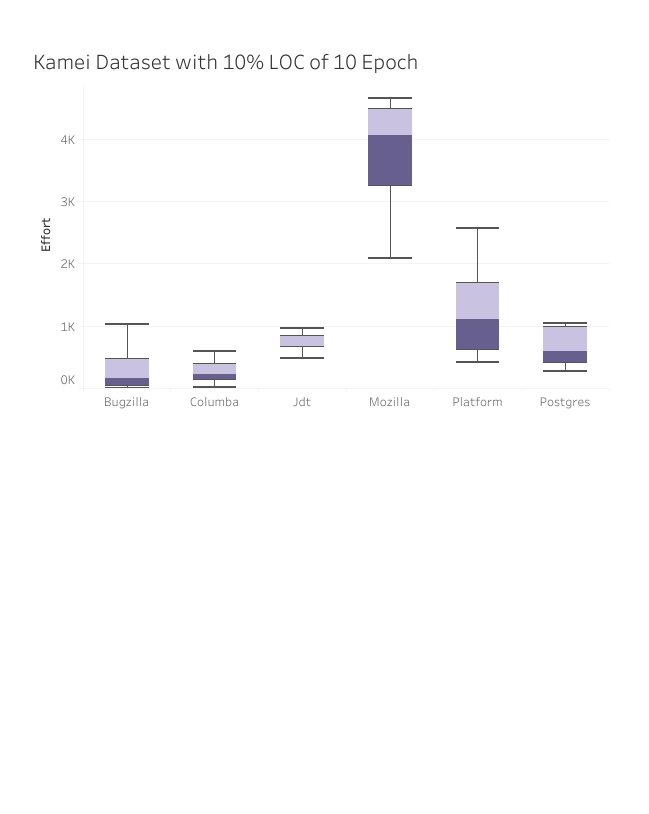 Kamei Dataset with 10% LOC of 10 Epoch
4K
3K
2K
1K
0K
Effort
Bugzilla Columba Jdt Mozilla Platform Postgres